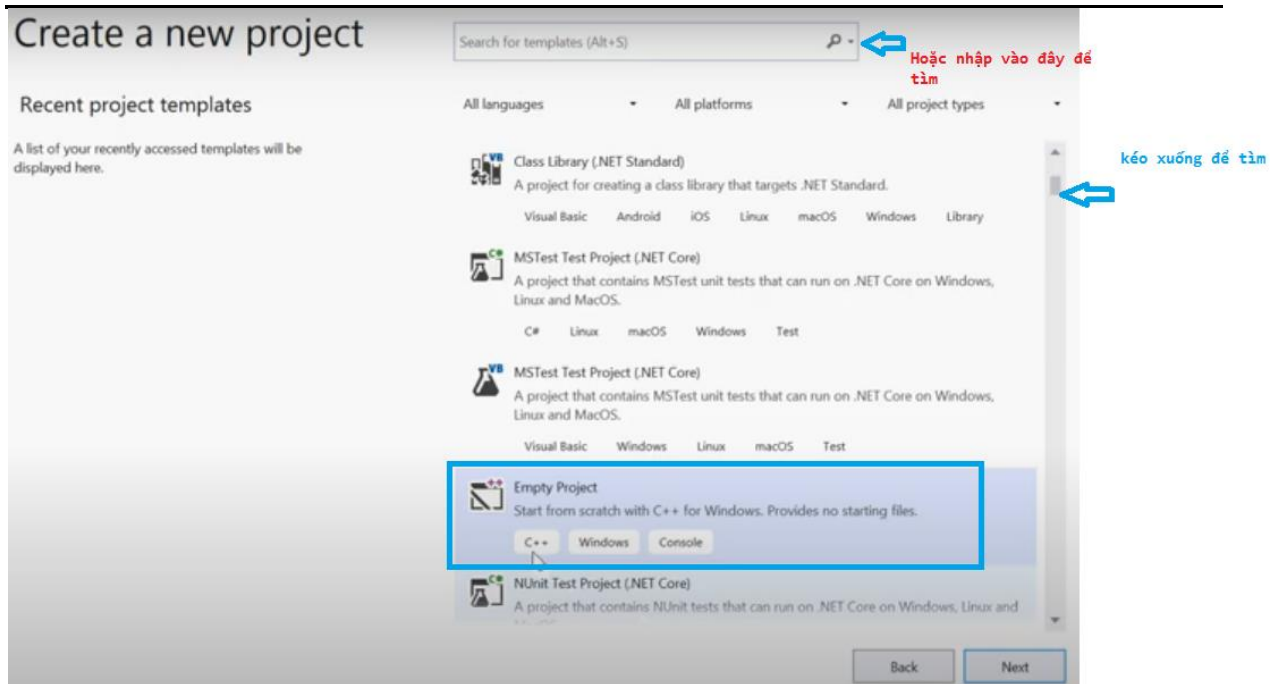 Create a new project
Search for templates (Alt+S)
Hoặc nhập vào đây để
tìm
Recent project templates
All languages
All platforms
All project types
A list of your recently accessed templates will be
displayed here.
kéo xuống để tìm
Class Library (.NET Standard)
A project for creating a class library that targets .NET Standard.
Visual Basic Android iOS Linux macOS Windows Library
MSTest Test Project (.NET Core)
A project that contains MSTest unit tests that can run on .NET Core on Windows,
Linux and MacOS.
C# Linux macOS Windows Test
MSTest Test Project (.NET Core)
A project that contains MSTest unit tests that can run on .NET Core on Windows,
Linux and MacOS.
Visual Basic Windows Linux macOS Test
Empty Project
Start from scratch with C++ for Windows. Provides no starting files.
C++ Windows Console
NUnit Test Project (.NET Core)
A project that contains NUnit tests that can run on .NET Core on Windows, Linux and
Back
Next